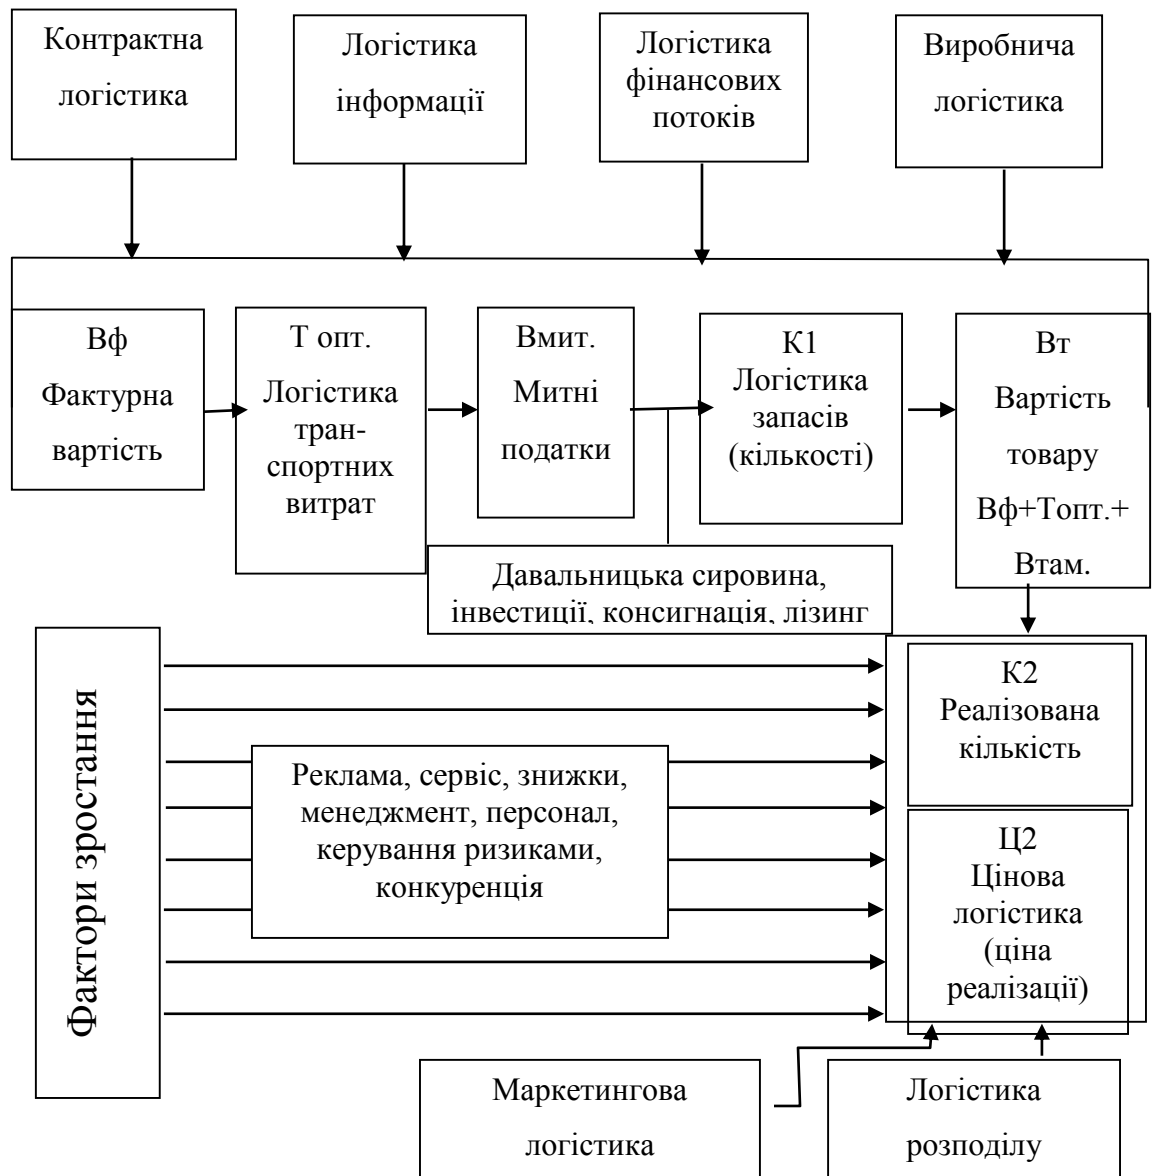 Контрактна
логістика
Логістика
інформації
Логістика
фінансових
потоків
Виробнича
логістика
Вф
Фактурна
вартість
Т опт.
Логістика
тран-
спортних
витрат
Вмит.
Митні
податки
К1
Логістика
запасів
(кількості)
Вт
Вартість
товару
Вф+Топт.+
Втам.
Давальницька сировина,
інвестиції, консигнація, лізинг
Фактори зростання
Реклама, сервіс, знижки,
менеджмент, персонал,
керування ризиками,
конкуренція
К2
Реалізована
кількість
Ц2
Цінова
логістика
(ціна
реалізації)
Маркетингова
логістика
Логістика
розподілу